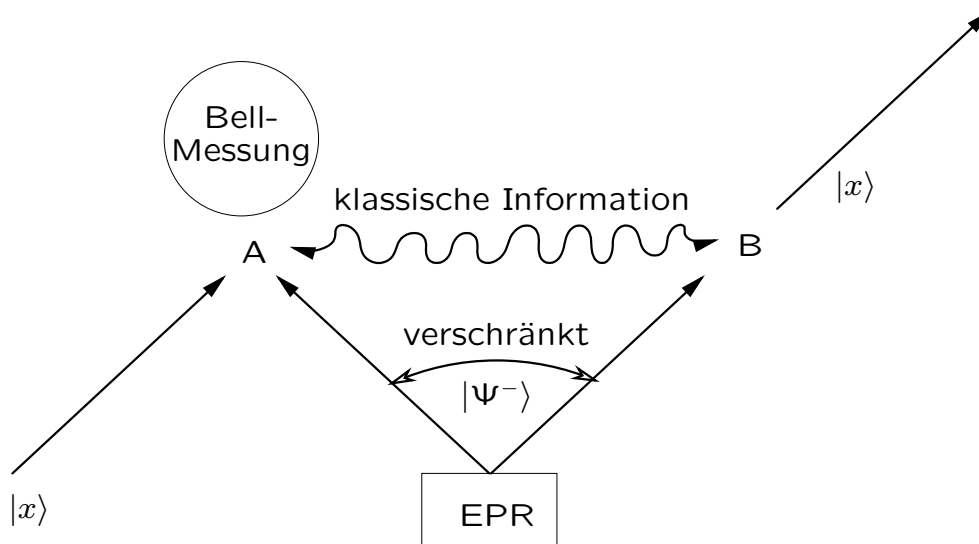 Bell-
Messung
klassische Information
|x⟩
A
B
verschränkt
|Ψ⁻⟩
|x⟩
EPR